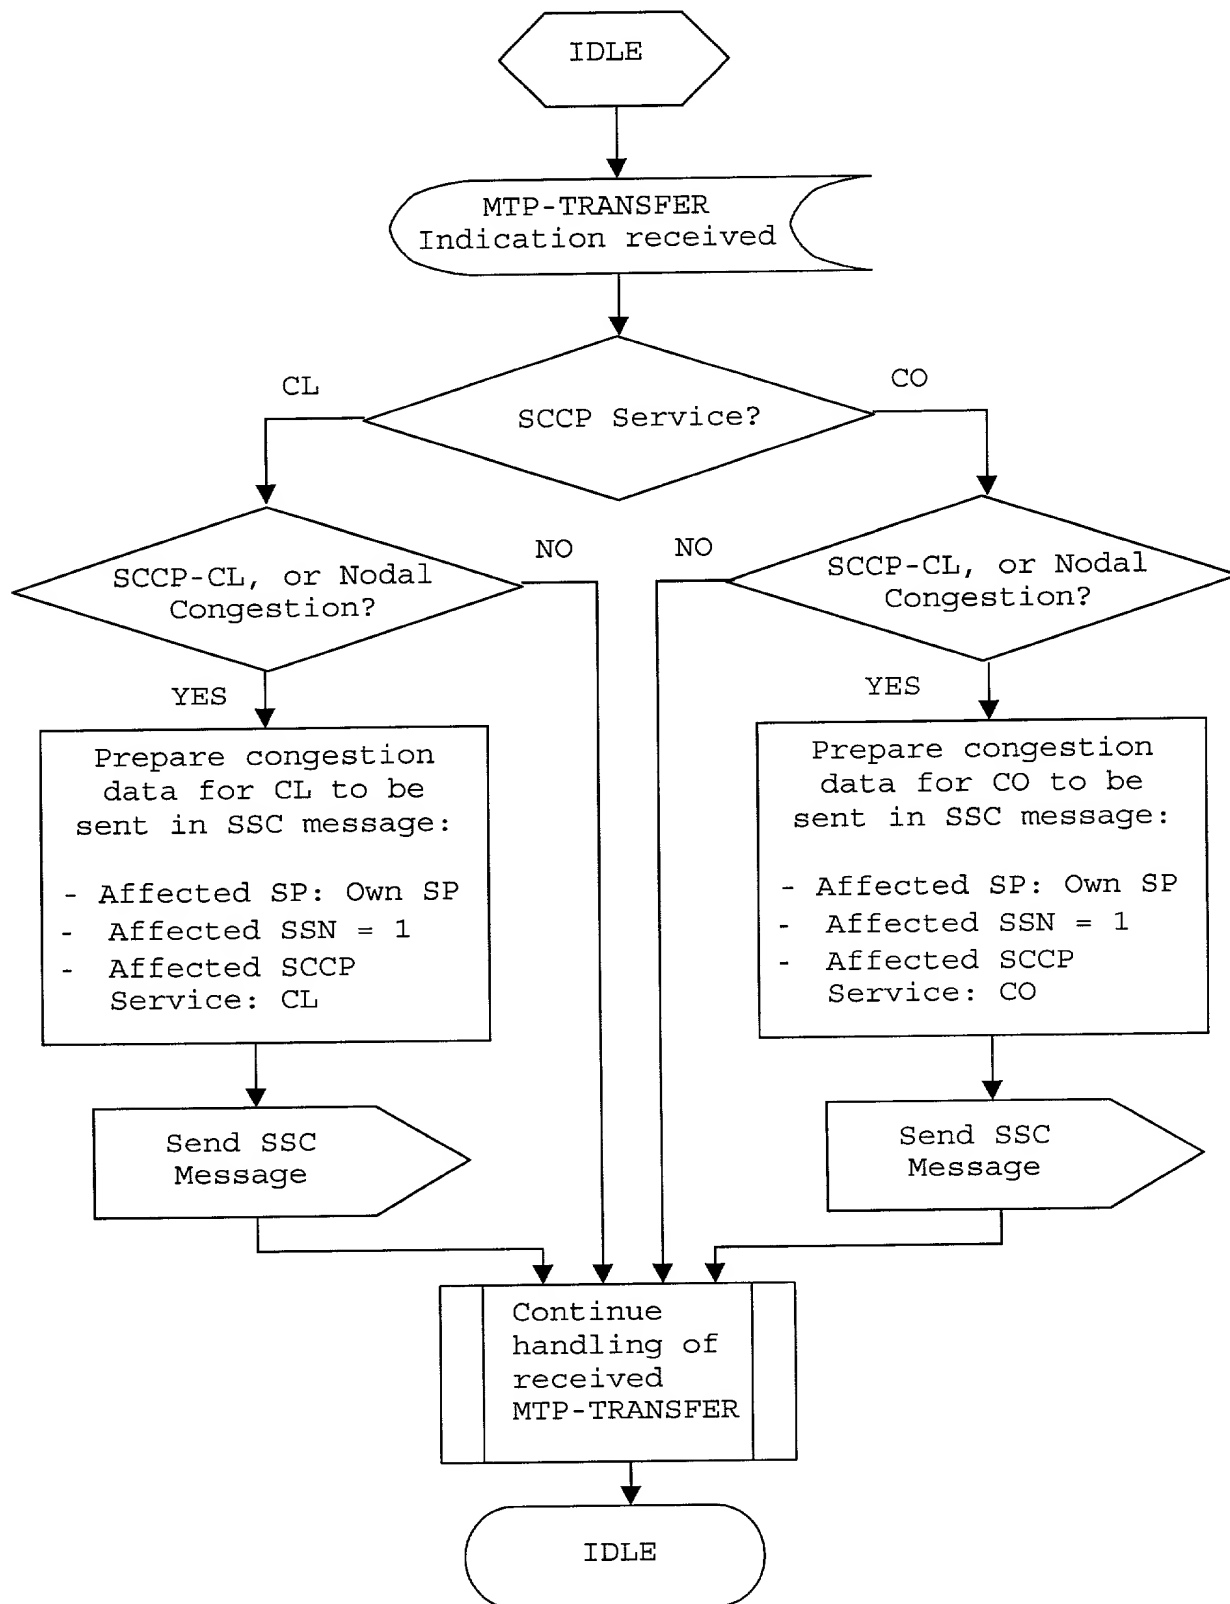 IDLE
MTP-TRANSFER
Indication received
SCCP Service?
CL
CO
SCCP-CL, or Nodal
Congestion?
NO
NO
SCCP-CL, or Nodal
Congestion?
YES
YES
Prepare congestion
data for CL to be
sent in SSC message:
- Affected SP: Own SP
- Affected SSN = 1
- Affected SCCP
Service: CL
Prepare congestion
data for CO to be
sent in SSC message:
- Affected SP: Own SP
- Affected SSN = 1
- Affected SCCP
Service: CO
Send SSC
Message
Send SSC
Message
Continue
handling of
received
MTP-TRANSFER
IDLE